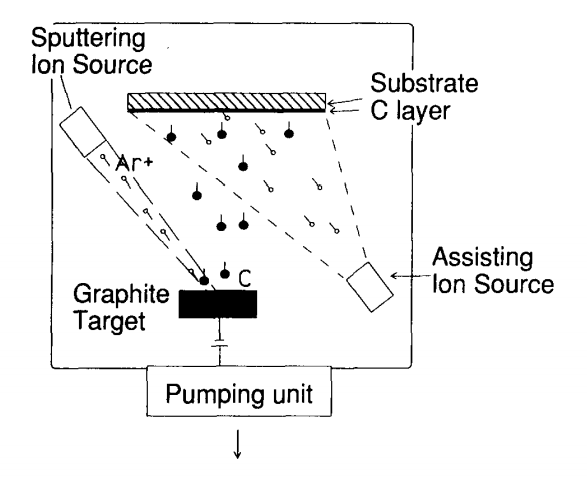 Sputtering
Ion Source
Substrate
C layer
Ar+
Assisting
Ion Source
C
Graphite
Target
Pumping unit